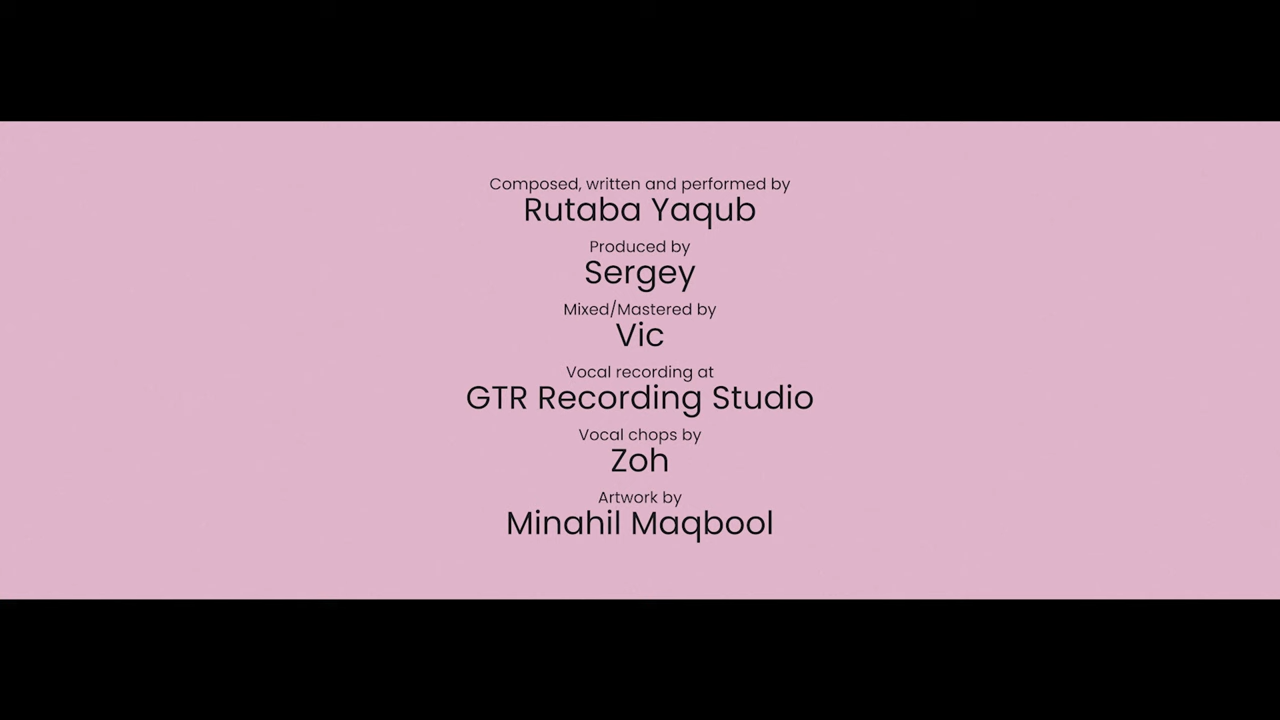 Composed, written and performed by
Rutaba Yaqub
Produced by
Sergey
Mixed/Mastered by
Vic
Vocal recording at
GTR Recording Studio
Vocal chops by
Zoh
Artwork by
Minahil Maqbool